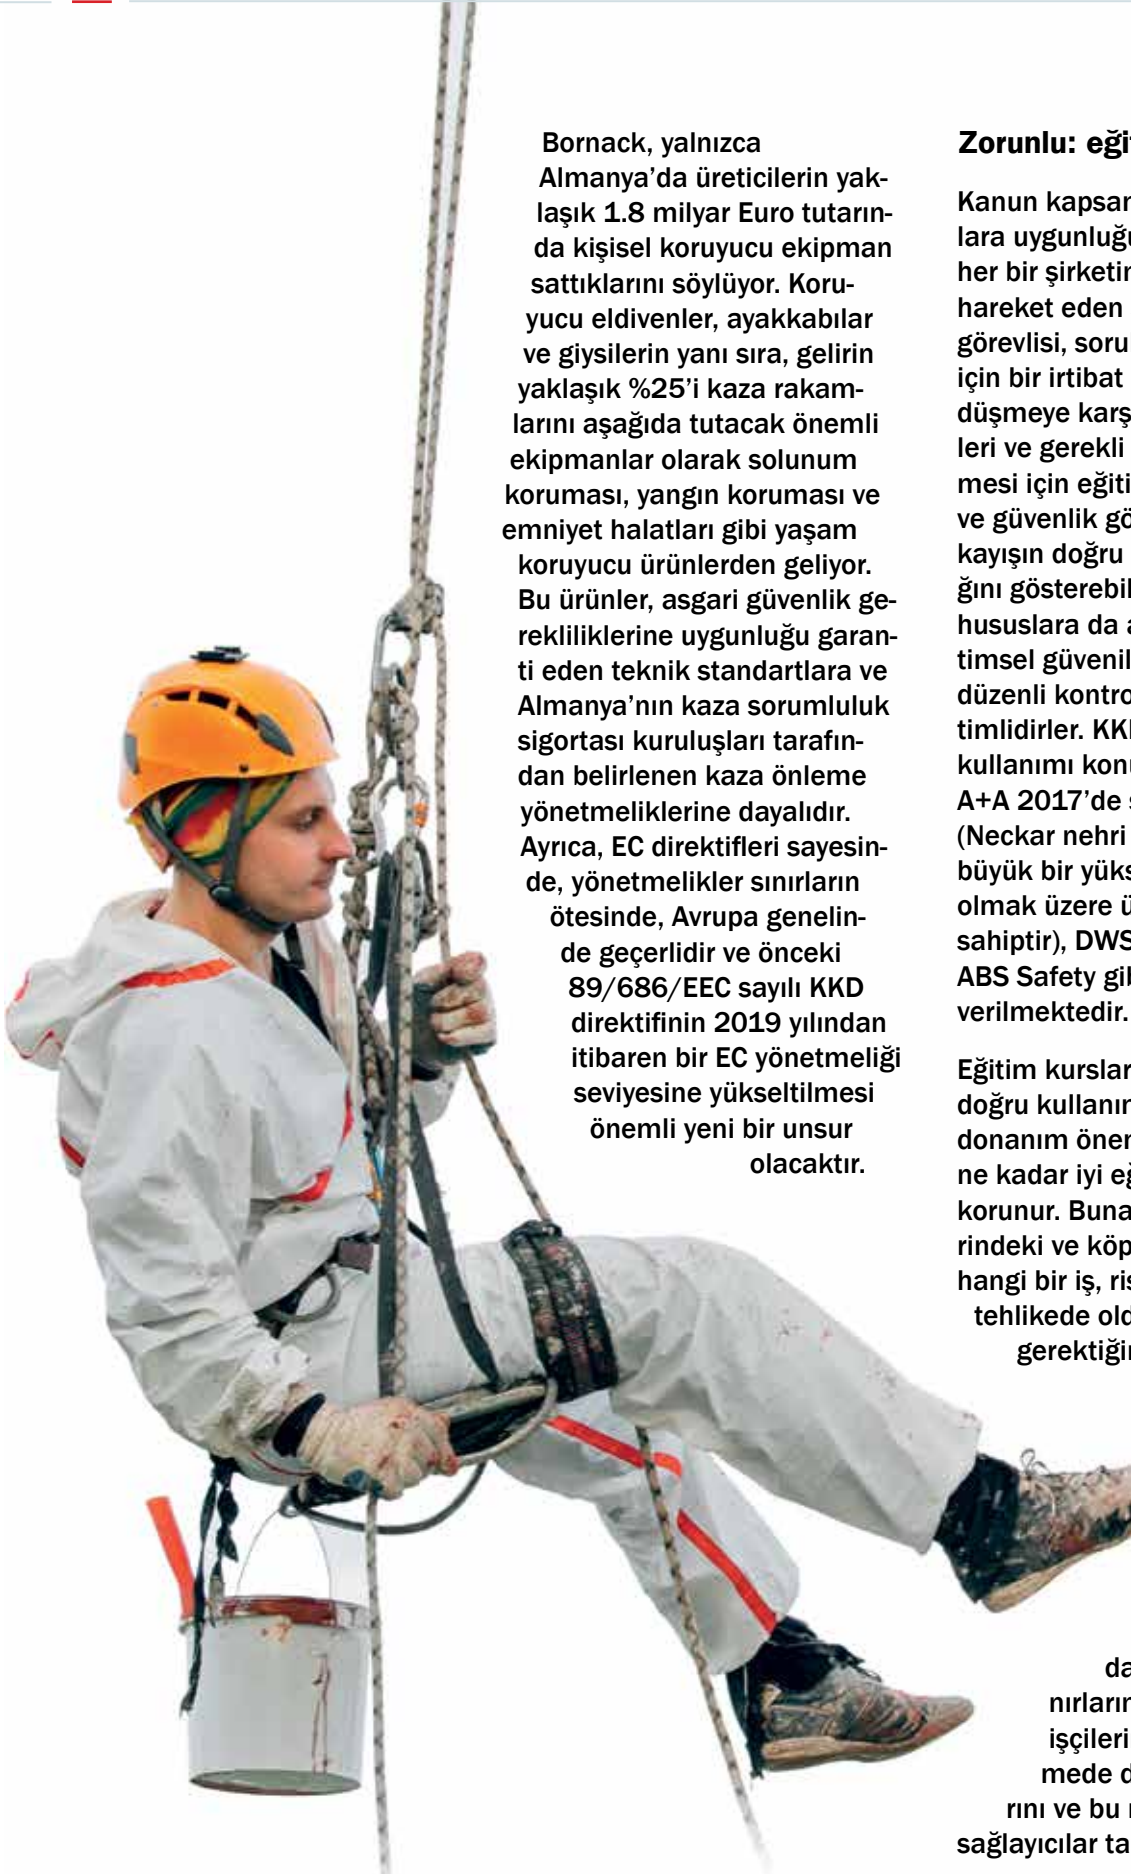 Bornack, yalnızca
Almanya’da üreticilerin yak-
laşık 1.8 milyar Euro tutarın-
da kişisel koruyucu ekipman
sattıklarını söylüyor. Koru-
yucu eldivenler, ayakkabılar
ve giysilerin yanı sıra, gelirin
yaklaşık %25’i kaza rakam-
larını aşağıda tutacak önemli
ekipmanlar olarak solunum
koruması, yangın koruması ve
emniyet halatları gibi yaşam
koruyucu ürünlerden geliyor.
Bu ürünler, asgari güvenlik ge-
rekliliklerine uygunluğu garan-
ti eden teknik standartlara ve
Almanya’nın kaza sorumluluk
sigortası kuruluşları tarafın-
dan belirlenen kaza önleme
yönetmeliklerine dayalıdır.
Ayrıca, EC direktifleri sayesin-
de, yönetmelikler sınırların
ötesinde, Avrupa genelin-
de geçerlidir ve önceki
89/686/EEC sayılı KKD
direktifinin 2019 yılından
itibaren bir EC yönetmeliği
seviyesine yükseltilmesi
önemli yeni bir unsur
olacaktır.
Zorunlu:
Kanun
lara
her bir
hareket eden
görevlisi,
için bir irtibat
düşmeye
leri ve gerekli
mesi için
ve güvenlik
kayışın doğru
ğını
hususlara da
timsel
düzenli
timlidirler.
kullanımı
A+A 2017’de
(Neckar nehri
büyük bir
olmak üzere
sahiptir),
ABS Safety
verilmektedir.
Eğitim
doğru
donanım
ne kadar iyi
korunur.
rindeki ve
hangi bir iş,
tehlikede

mede
rını ve bu
sağlayıcılar